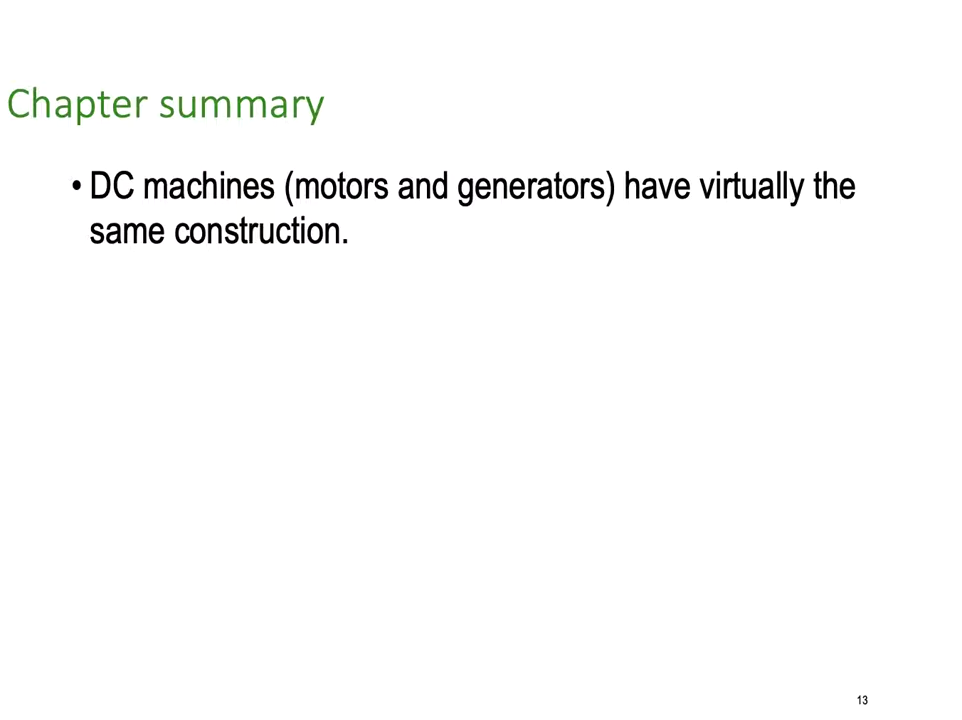 Chapter summary
• DC machines (motors and generators) have virtually the
same construction.
13